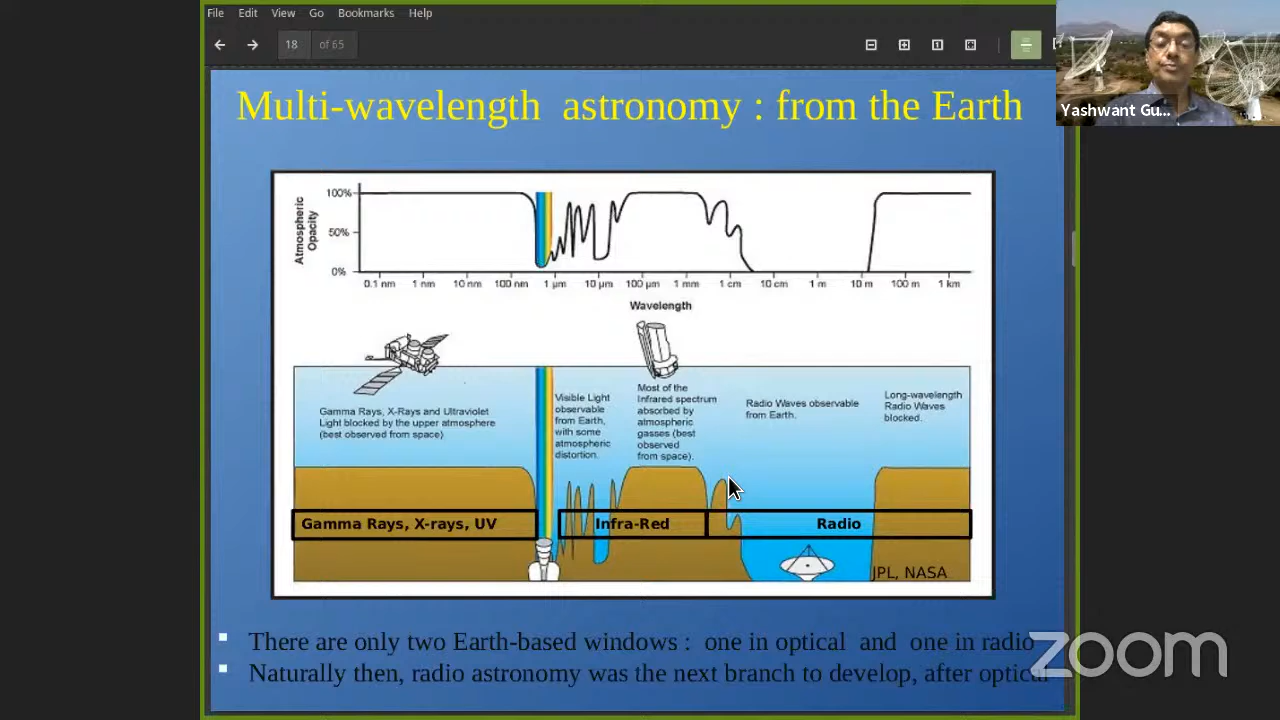 File Edit View Go Bookmarks Help
18 of 65
Yashwant Gu...
Multi-wavelength astronomy : from the Earth
Atmospheric
Opacity
100%
50%
0%
0.1 nm 1 nm 10 nm 100 nm 1 μm 10 μm 100 μm 1 mm 1 cm 10 cm 1 m 10 m 100 m 1 km
Wavelength
Gamma Rays, X-Rays and Ultraviolet
Light blocked by the upper atmosphere
(best observed from space)
Visible Light
observable
from Earth,
with some
atmospheric
distortion.
Most of the
Infrared spectrum
absorbed by
atmospheric
gasses (best
observed
from space).
Radio Waves observable
from Earth.
Long-wavelength
Radio Waves
blocked.
Gamma Rays, X-rays, UV
Infra-Red
Radio
JPL, NASA
There are only two Earth-based windows : one in optical and one in radio
Naturally then, radio astronomy was the next branch to develop, after optical
zoom